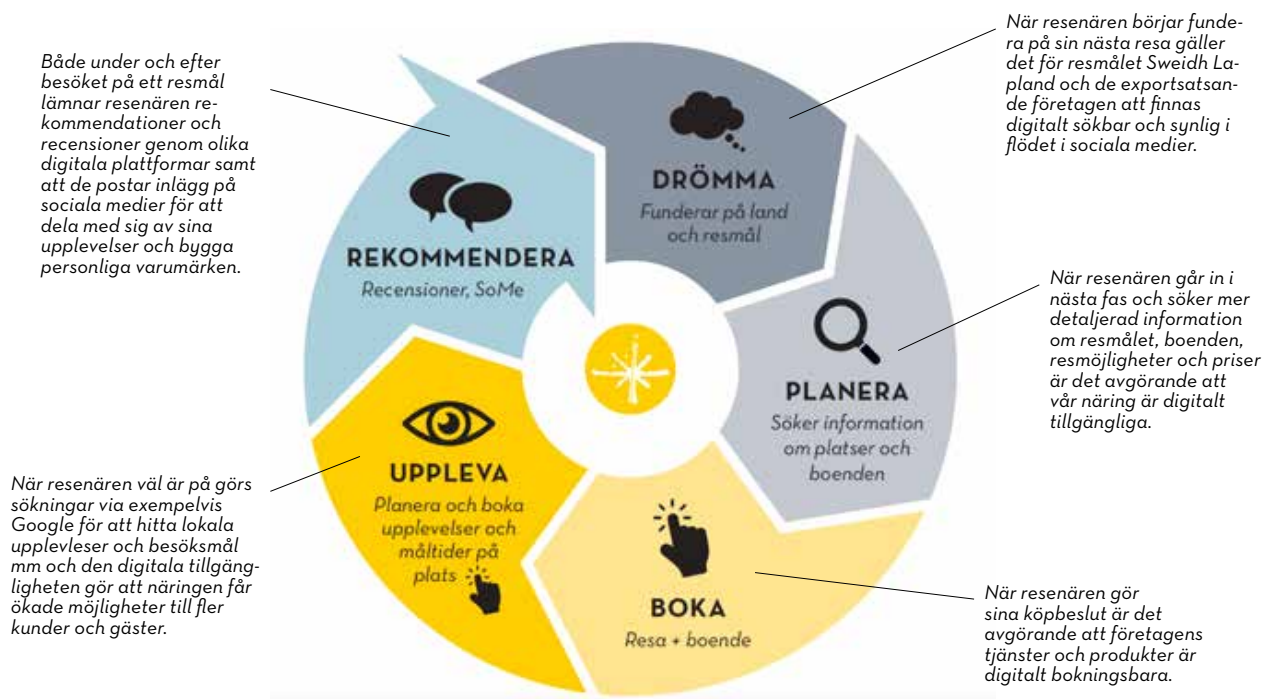 När resenären börjar funde-
ra på sin nästa resa gäller
det för resmålet Sweidh La-
pland och de exportsatsan-
de företagen att finnas
digitalt sökbar och synlig i
flödet i sociala medier.
DRÖMMA
Funderar på land
och resmål
När resenären går in i
nästa fas och söker mer
detaljerad information
om resmålet, boenden,
resmöjligheter och priser
är det avgörande att
vår näring är digitalt
tillgängliga.
PLANERA
Söker information
om platser och
boenden
När resenären gör
sina köpbeslut är det
avgörande att företagens
tjänster och produkter är
digitalt bokningsbara.
BOKA
Resa + boende
När resenären väl är på görs
sökningar via exempelvis
Google för att hitta lokala
upplevleser och besöksmål
mm och den digitala tillgäng-
ligheten gör att näringen får
ökade möjligheter till fler
kunder och gäster.
UPPLEVA
Planera och boka
upplevelser och
måltider på
plats
Både under och efter
besöket på ett resmål
lämnar resenären re-
kommendationer och
recensioner genom olika
digitala plattformar samt
att de postar inlägg på
sociala medier för att
dela med sig av sina
upplevelser och bygga
personliga varumärken.
REKOMMENDERA
Recensioner, SoMe